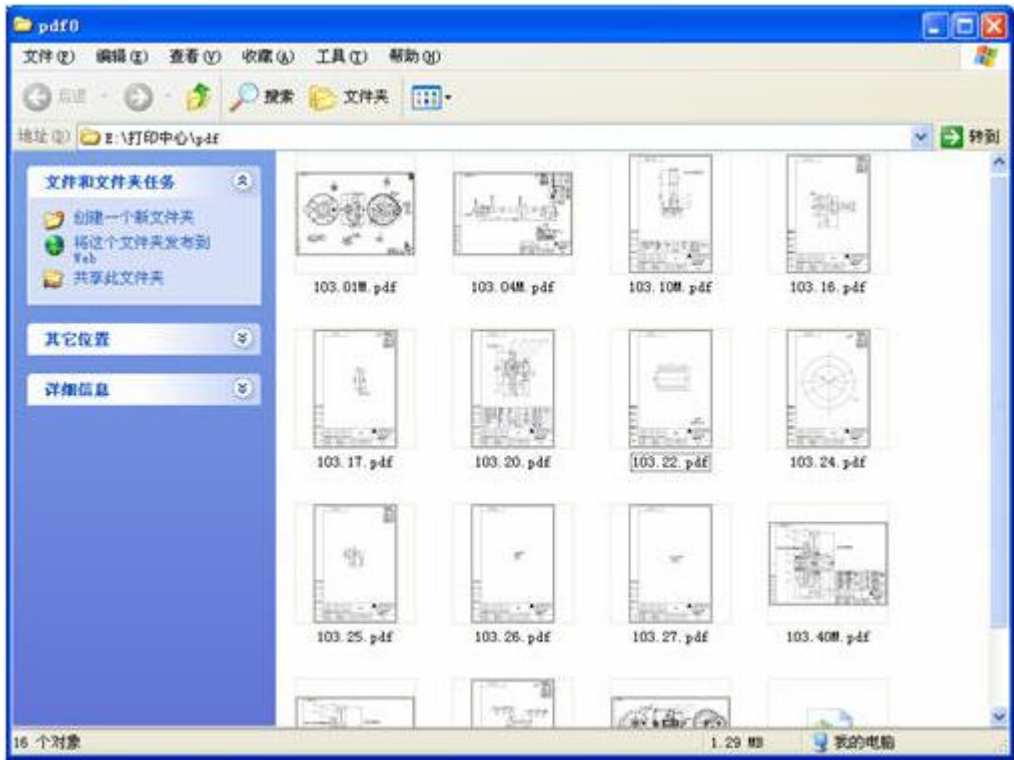 pdf0
文件(F) 编辑(E) 查看(V) 收藏(A) 工具(T) 帮助(H)
后退 搜索 文件夹
地址(D) E:\打印中心\pdf 转到
文件和文件夹任务
创建一个新文件夹
将这个文件夹发布到
Web
共享此文件夹
其它位置
详细信息
103.01M.pdf 103.04M.pdf 103.10M.pdf 103.16.pdf
103.17.pdf 103.20.pdf 103.22.pdf 103.24.pdf
103.25.pdf 103.26.pdf 103.27.pdf 103.40M.pdf
16 个对象 1.29 MB 我的电脑